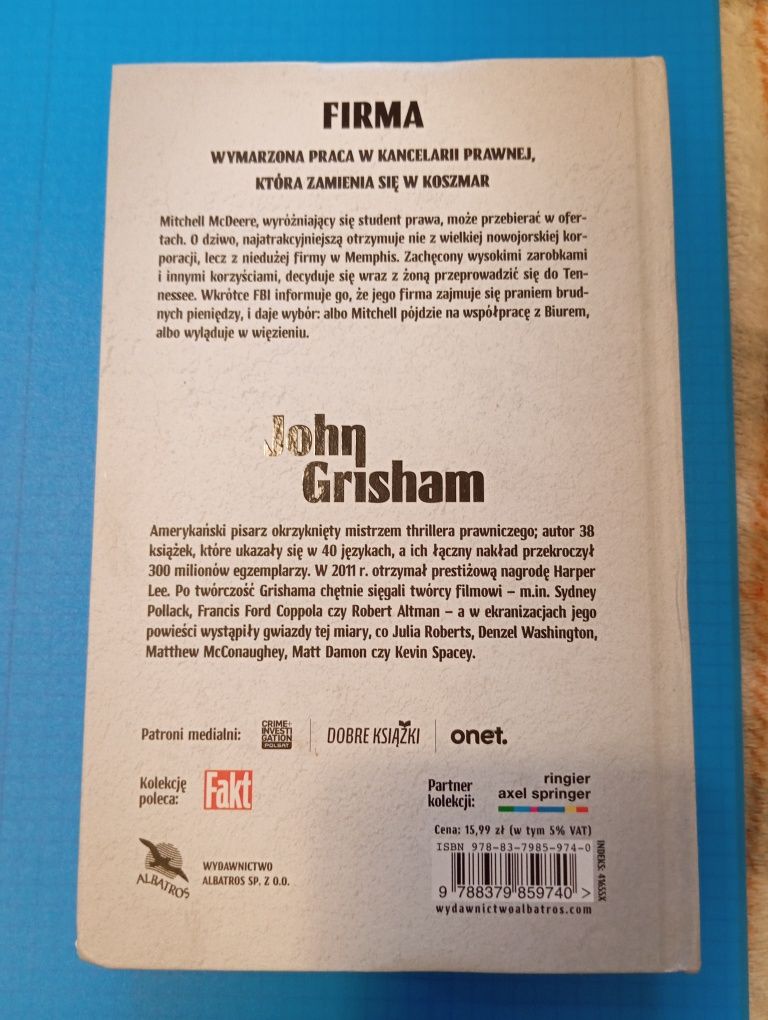 FIRMA
WYMARZONA PRACA W KANCELARII PRAWNEJ,
KTÓRA ZAMIENIA SIĘ W KOSZMAR
Mitchell McDeere, wyróżniający się student prawa, może przebierać w ofer-
tach. O dziwo, najatrakcyjniejszą otrzymuje nie z wielkiej nowojorskiej kor-
poracji, lecz z niedużej firmy w Memphis. Zachęcony wysokimi zarobkami
i innymi korzyściami, decyduje się wraz z żoną przeprowadzić się do Ten-
nessee. Wkrótce FBI informuje go, że jego firma zajmuje się praniem brud-
nych pieniędzy, i daje wybór: albo Mitchell pójdzie na współpracę z Biurem,
albo wyląduje w więzieniu.
John
Grisham
Amerykański pisarz okrzyknięty mistrzem thrillera prawniczego; autor 38
książek, które ukazały się w 40 językach, a ich łączny nakład przekroczył
300 milionów egzemplarzy. W 2011 r. otrzymał prestiżową nagrodę Harper
Lee. Po twórczość Grishama chętnie sięgali twórcy filmowi – m.in. Sydney
Pollack, Francis Ford Coppola czy Robert Altman – a w ekranizacjach jego
powieści wystąpiły gwiazdy tej miary, co Julia Roberts, Denzel Washington,
Matthew McConaughey, Matt Damon czy Kevin Spacey.
Patroni medialni:
CRIME+
INVESTI
GATION
POLSAT
DOBRE KSIĄŻKI
onet.
Kolekcję
poleca:
Fakt
Partner
kolekcji:
ringier
axel springer
Cena: 15,99 zł (w tym 5% VAT)
ISBN 978-83-7985-974-0
9 788379 859740 >
INDEKS: 41655X
wydawnictwoalbatros.com
ALBATROS
WYDAWNICTWO
ALBATROS SP. Z O.O.